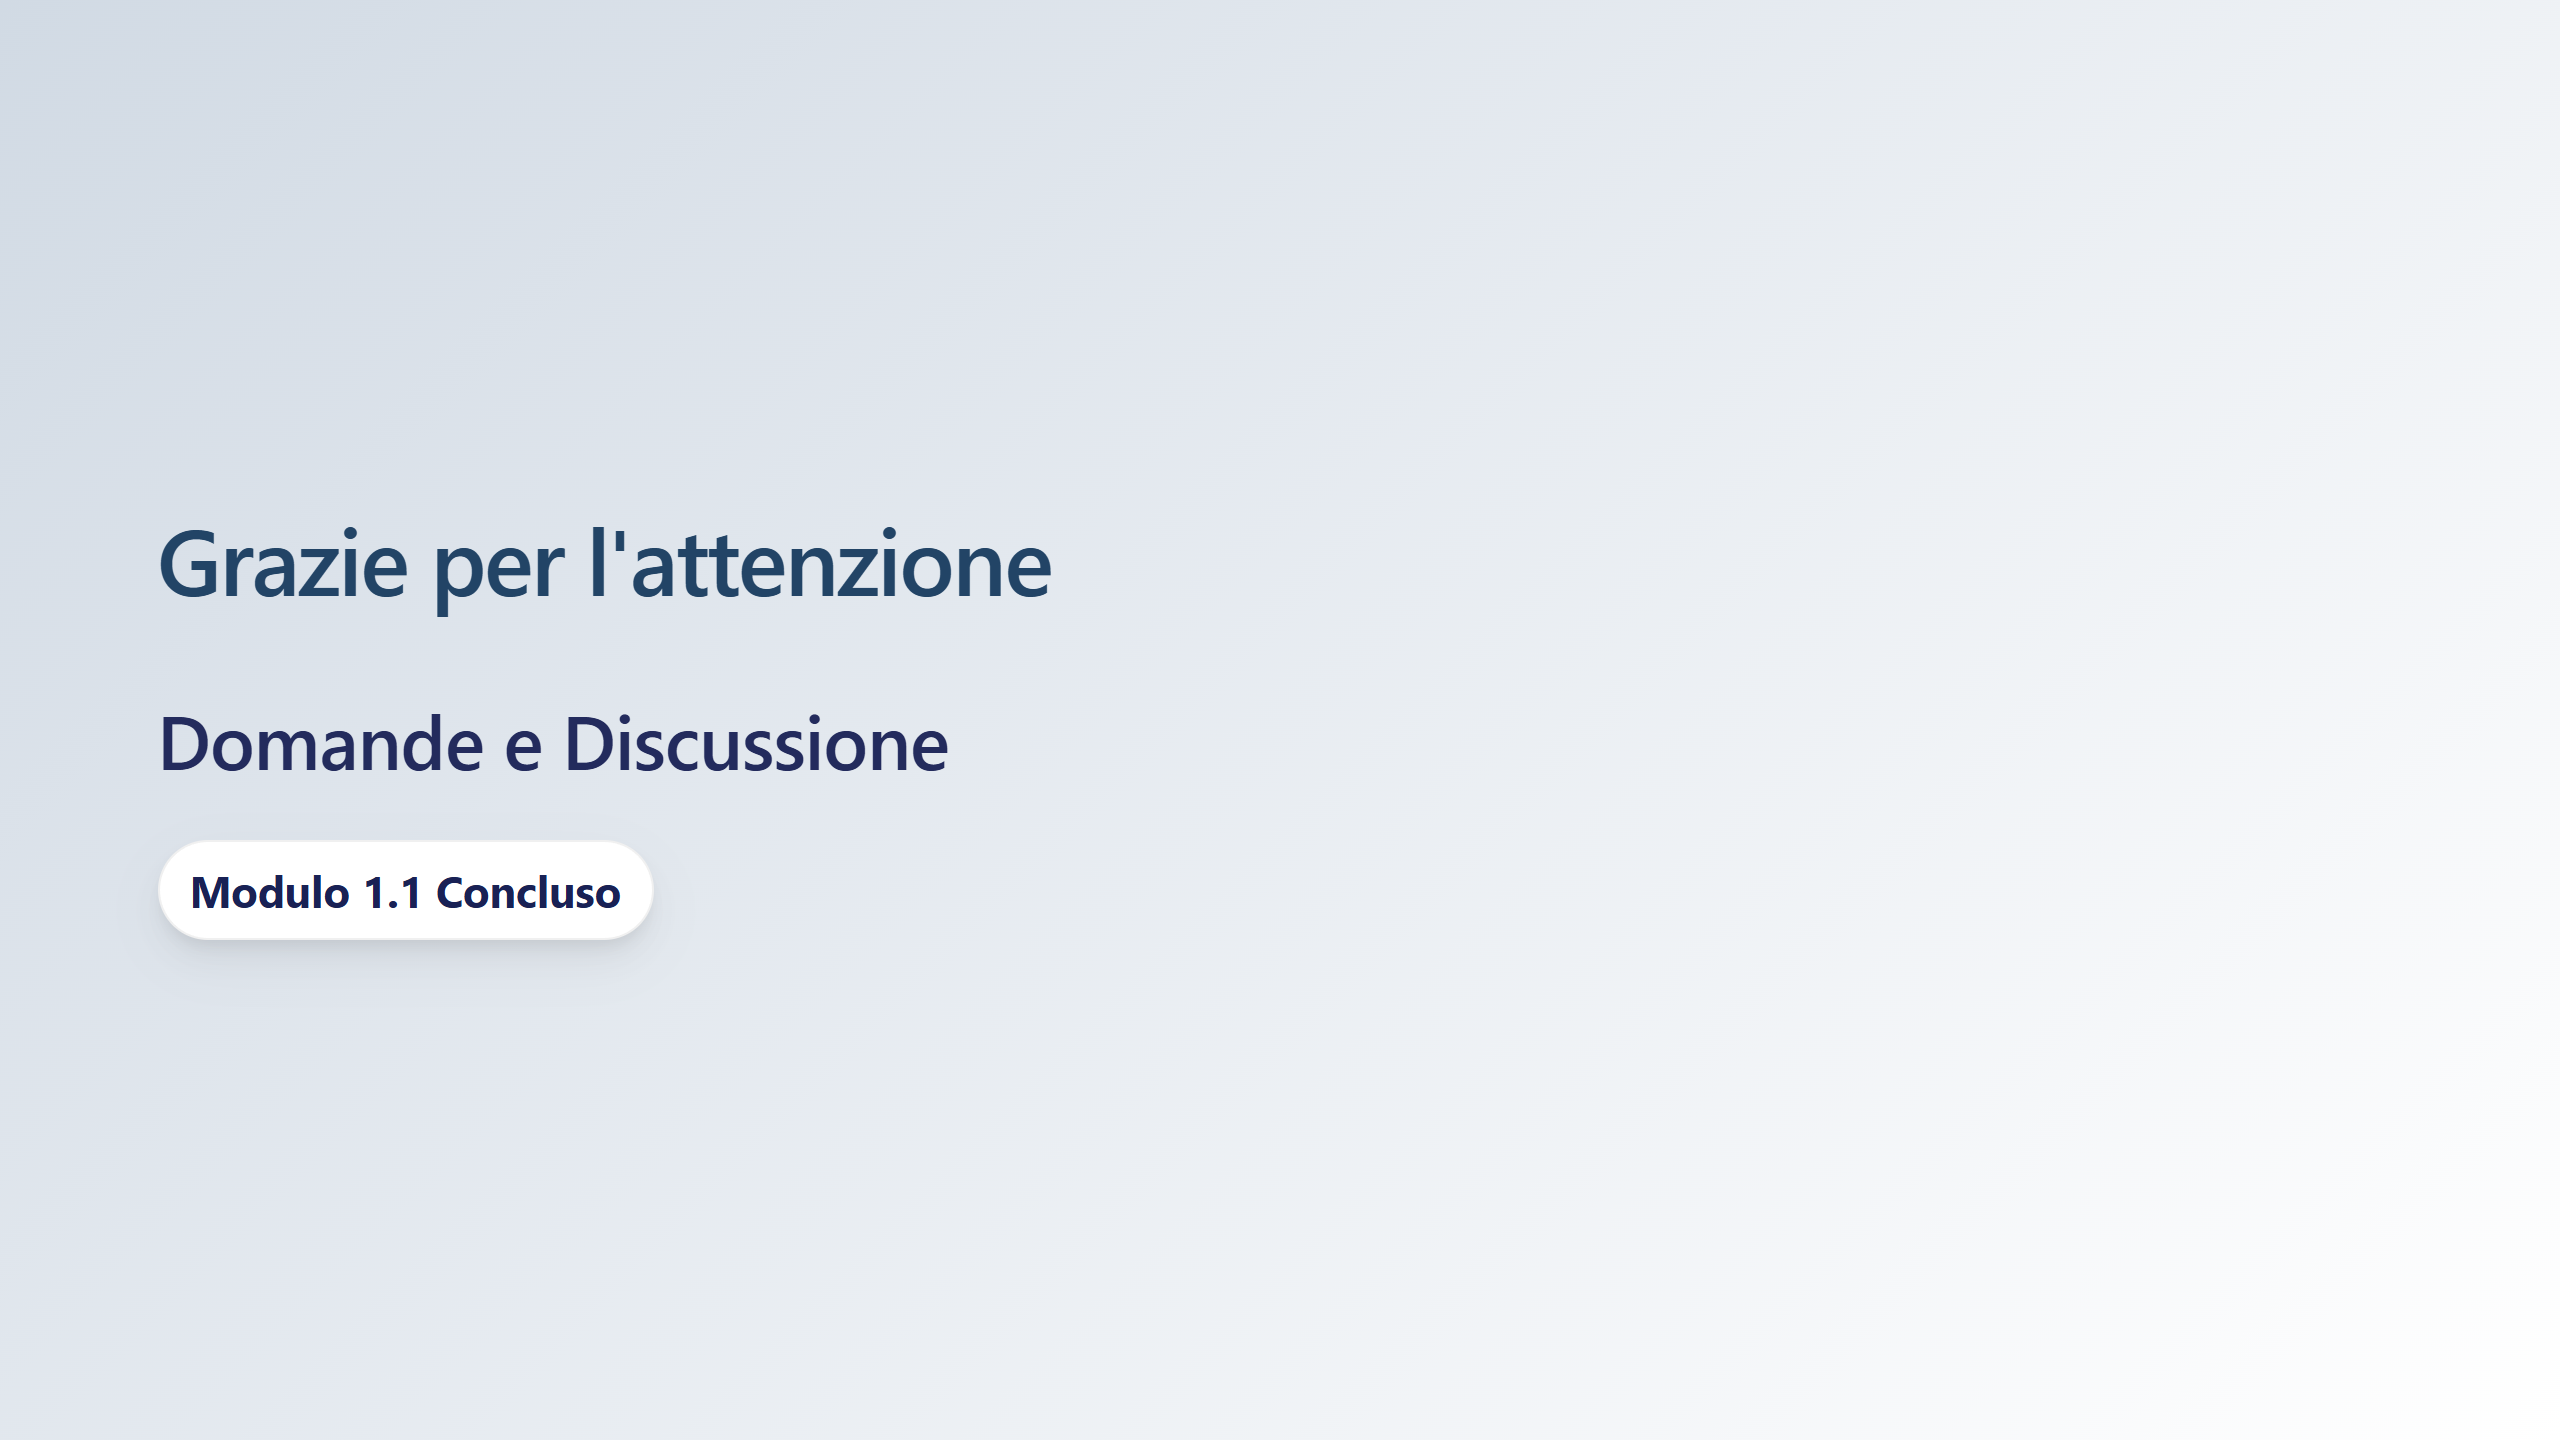 Grazie per l'attenzione
Domande e Discussione
Modulo 1.1 Concluso